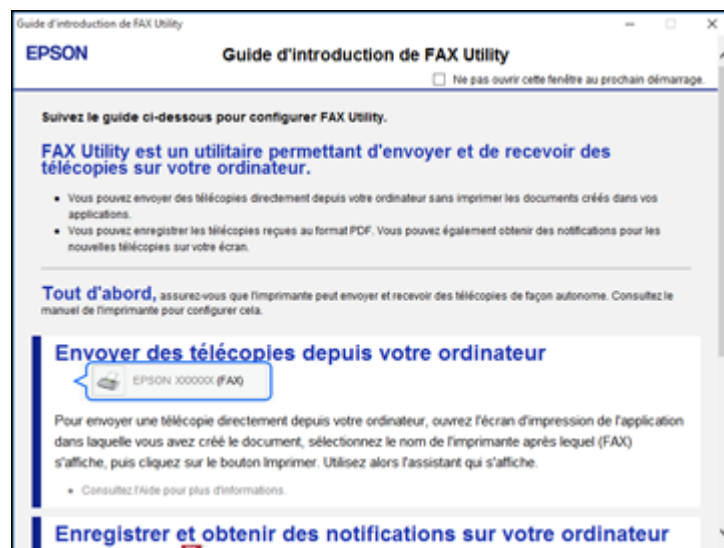 Guide d'introduction de FAX Utility
EPSON
Guide d'introduction de FAX Utility
Ne pas ouvrir cette fenêtre au prochain démarrage.
Suivez le guide ci-dessous pour configurer FAX Utility.
FAX Utility est un utilitaire permettant d'envoyer et de recevoir des
télécopies sur votre ordinateur.
• Vous pouvez envoyer des télécopies directement depuis votre ordinateur sans imprimer les documents créés dans vos
applications.
• Vous pouvez enregistrer les télécopies reçues au format PDF. Vous pouvez également obtenir des notifications pour les
nouvelles télécopies sur votre écran.
Tout d'abord, assurez-vous que l'imprimante peut envoyer et recevoir des télécopies de façon autonome. Consultez le
manuel de l'imprimante pour configurer cela.
Envoyer des télécopies depuis votre ordinateur
EPSON XXXXXX (FAX)
Pour envoyer une télécopie directement depuis votre ordinateur, ouvrez l'écran d'impression de l'application
dans laquelle vous avez créé le document, sélectionnez le nom de l'imprimante après lequel (FAX)
s'affiche, puis cliquez sur le bouton Imprimer. Utilisez alors l'assistant qui s'affiche.
• Consultez l'Aide pour plus d'informations.
Enregistrer et obtenir des notifications sur votre ordinateur